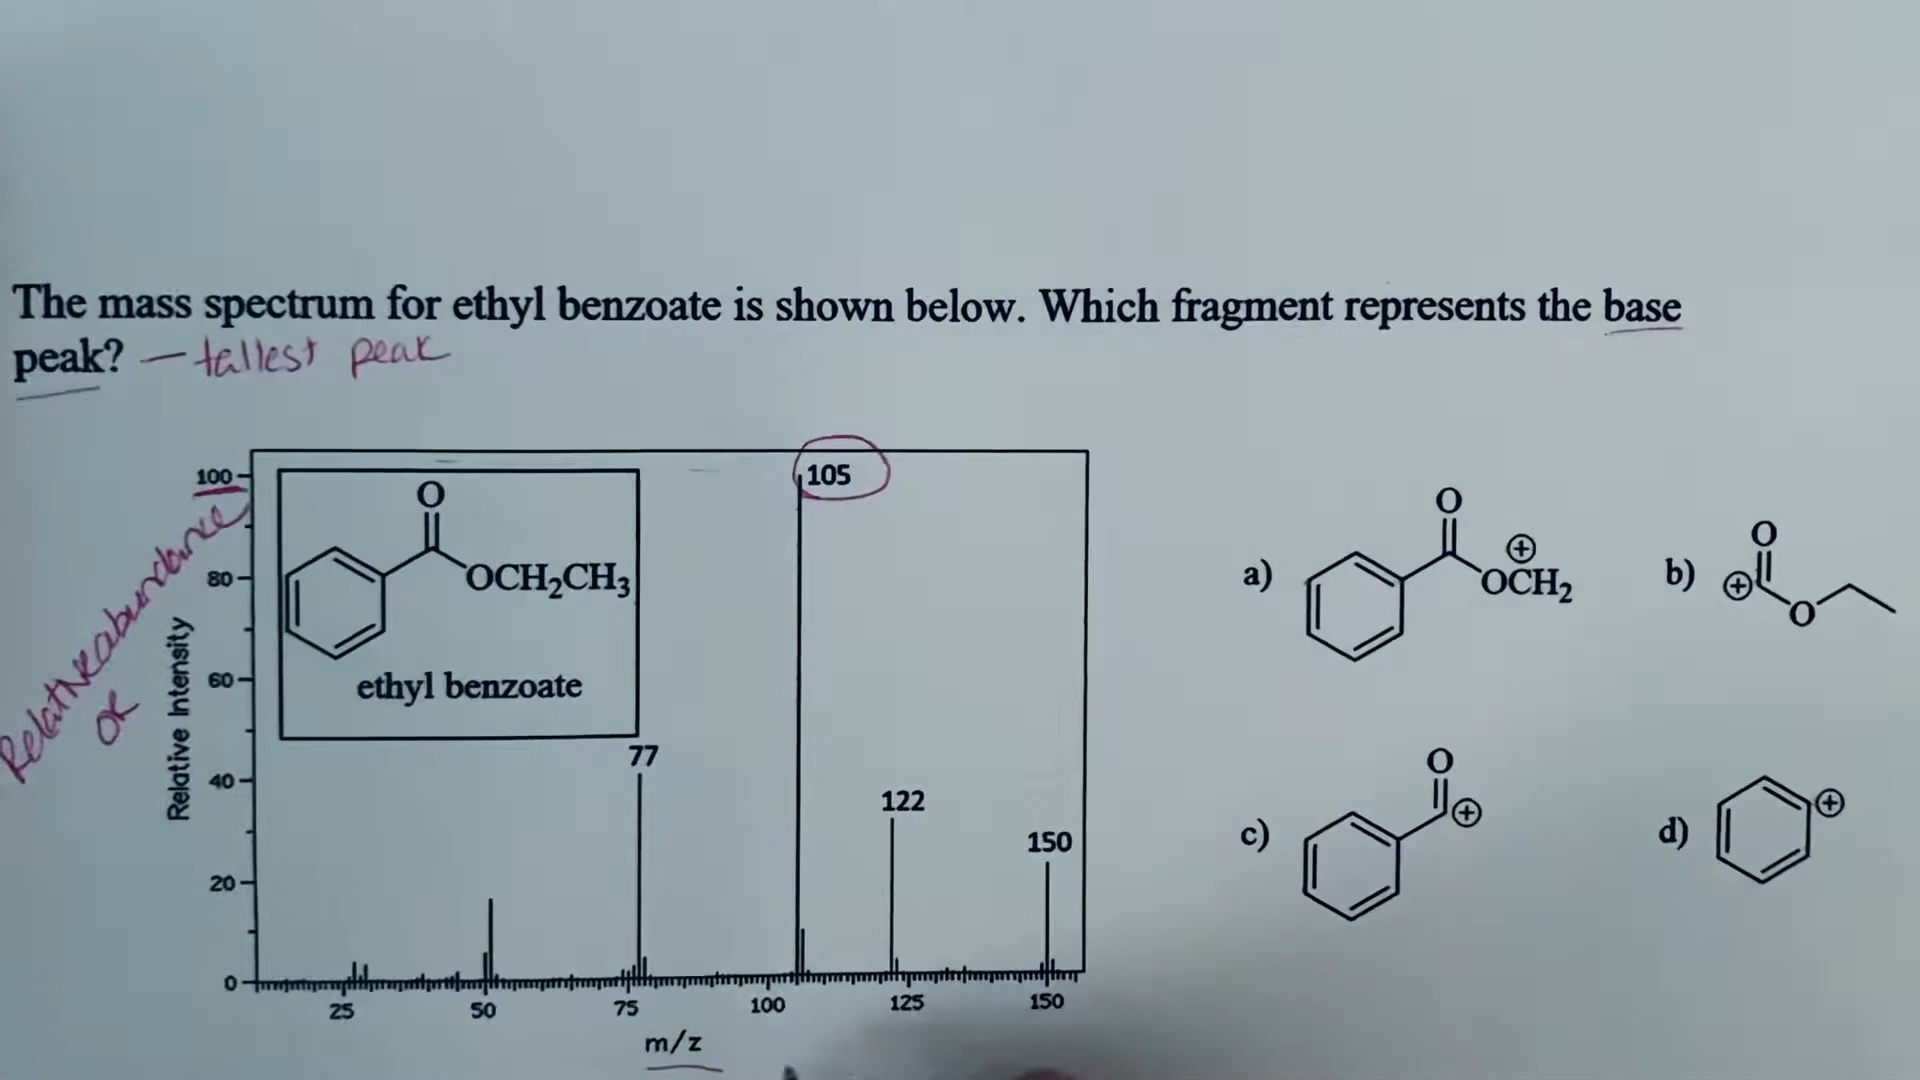 The mass spectrum for ethyl benzoate is shown below. Which fragment represents the base
peak? — tallest peak
Relative abundance
OR
Relative Intensity
100
80
60
40
20
0
O
OCH₂CH₃
ethyl benzoate
77
105
122
150
25
50
75
100
125
150
m/z
a)
O
⊕
OCH₂
b)
O
⊕
O
c)
O
⊕
d)
⊕